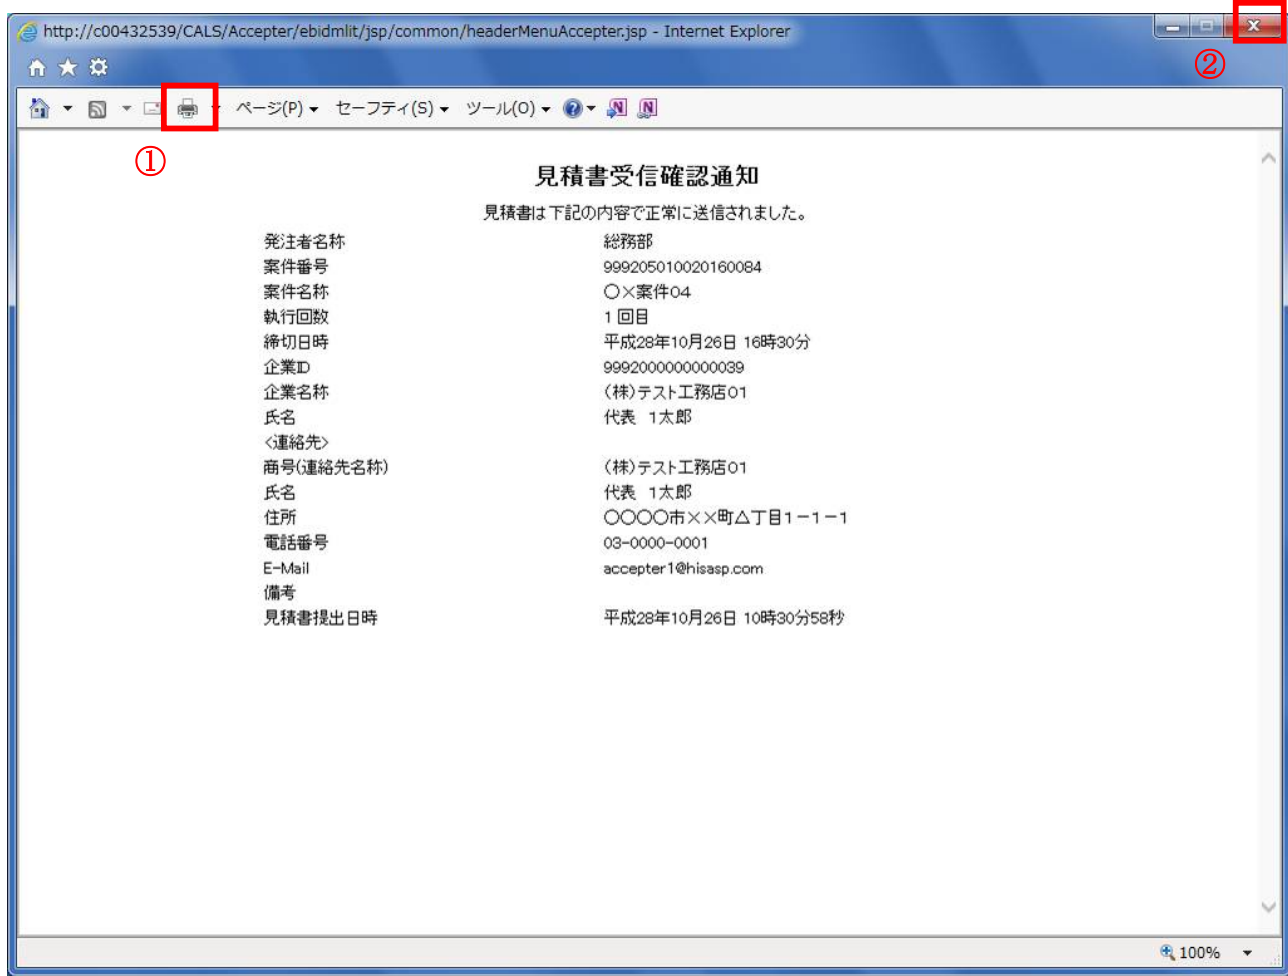 http://c00432539/CALS/Accepter/ebidmlit/jsp/common/headerMenuAccepter.jsp - Internet Explorer
②
ページ(P) セーフティ(S) ツール(O)
①
見積書受信確認通知
見積書は下記の内容で正常に送信されました。
発注者名称 総務部
案件番号 999205010020160084
案件名称 〇×案件04
執行回数 1回目
締切日時 平成28年10月26日 16時30分
企業ID 9992000000000039
企業名称 (株)テスト工務店01
氏名 代表 1太郎
<連絡先>
商号(連絡先名称) (株)テスト工務店01
氏名 代表 1太郎
住所 〇〇〇〇市××町△丁目1-1-1
電話番号 03-0000-0001
E-Mail accepter1@hisasp.com
備考
見積書提出日時 平成28年10月26日 10時30分58秒
100%